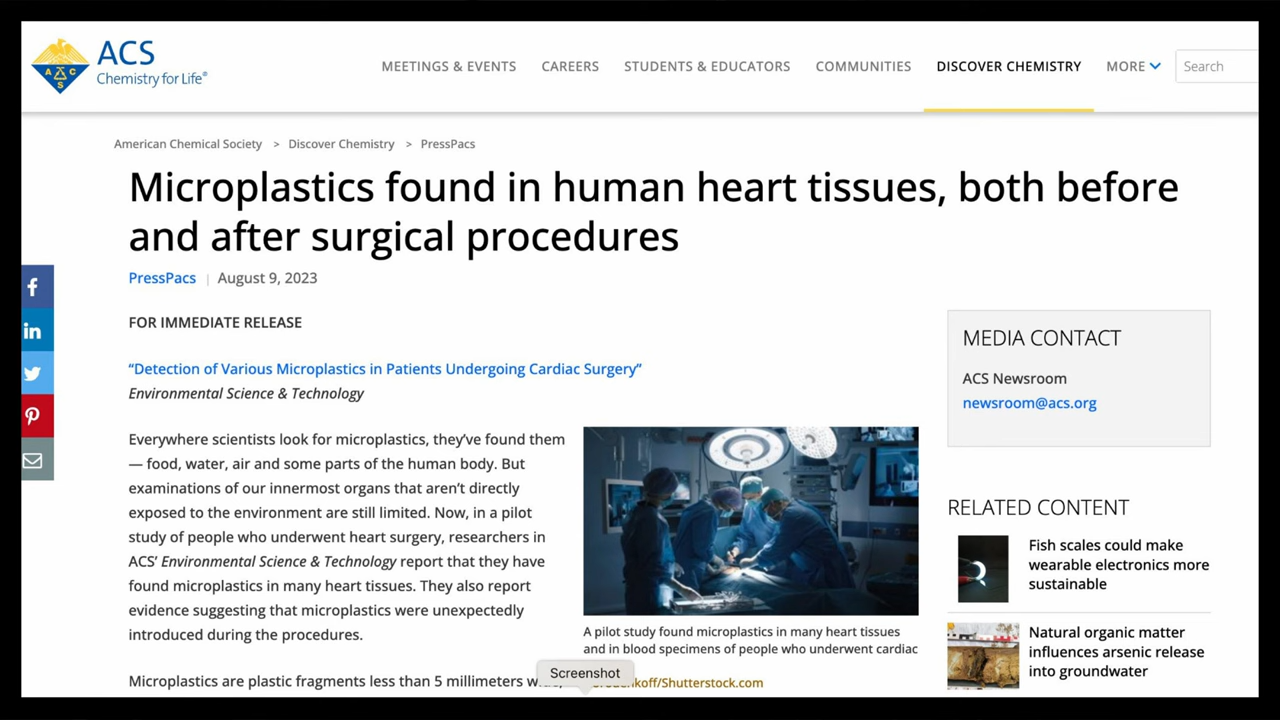 ACS
Chemistry for Life®
A C S
MEETINGS & EVENTS
CAREERS
STUDENTS & EDUCATORS
COMMUNITIES
DISCOVER CHEMISTRY
MORE
Search
American Chemical Society > Discover Chemistry > PressPacs
Microplastics found in human heart tissues, both before
and after surgical procedures
PressPacs | August 9, 2023
FOR IMMEDIATE RELEASE
“Detection of Various Microplastics in Patients Undergoing Cardiac Surgery”
Environmental Science & Technology
Everywhere scientists look for microplastics, they’ve found them
— food, water, air and some parts of the human body. But
examinations of our innermost organs that aren’t directly
exposed to the environment are still limited. Now, in a pilot
study of people who underwent heart surgery, researchers in
ACS’ Environmental Science & Technology report that they have
found microplastics in many heart tissues. They also report
evidence suggesting that microplastics were unexpectedly
introduced during the procedures.
Microplastics are plastic fragments less than 5 millimeters
A pilot study found microplastics in many heart tissues
and in blood specimens of people who underwent cardiac
Screenshot
MEDIA CONTACT
ACS Newsroom
newsroom@acs.org
RELATED CONTENT
Fish scales could make
wearable electronics more
sustainable
Natural organic matter
influences arsenic release
into groundwater